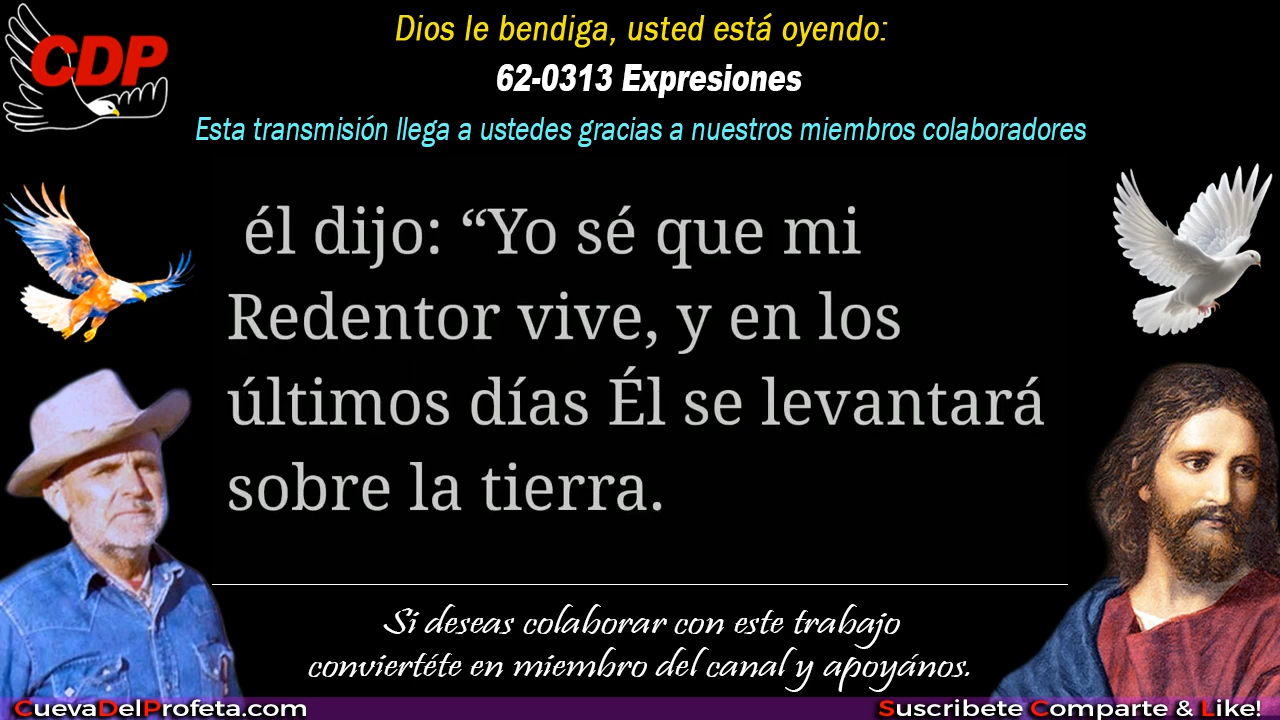 CDP
Dios le bendiga, usted está oyendo:
62-0313 Expresiones
Esta transmisión llega a ustedes gracias a nuestros miembros colaboradores
él dijo: “Yo sé que mi
Redentor vive, y en los
últimos días Él se levantará
sobre la tierra.
Si deseas colaborar con este trabajo
conviertéte en miembro del canal y apoyános.
CuevaDelProfeta.com
Suscribete Comparte & Like!